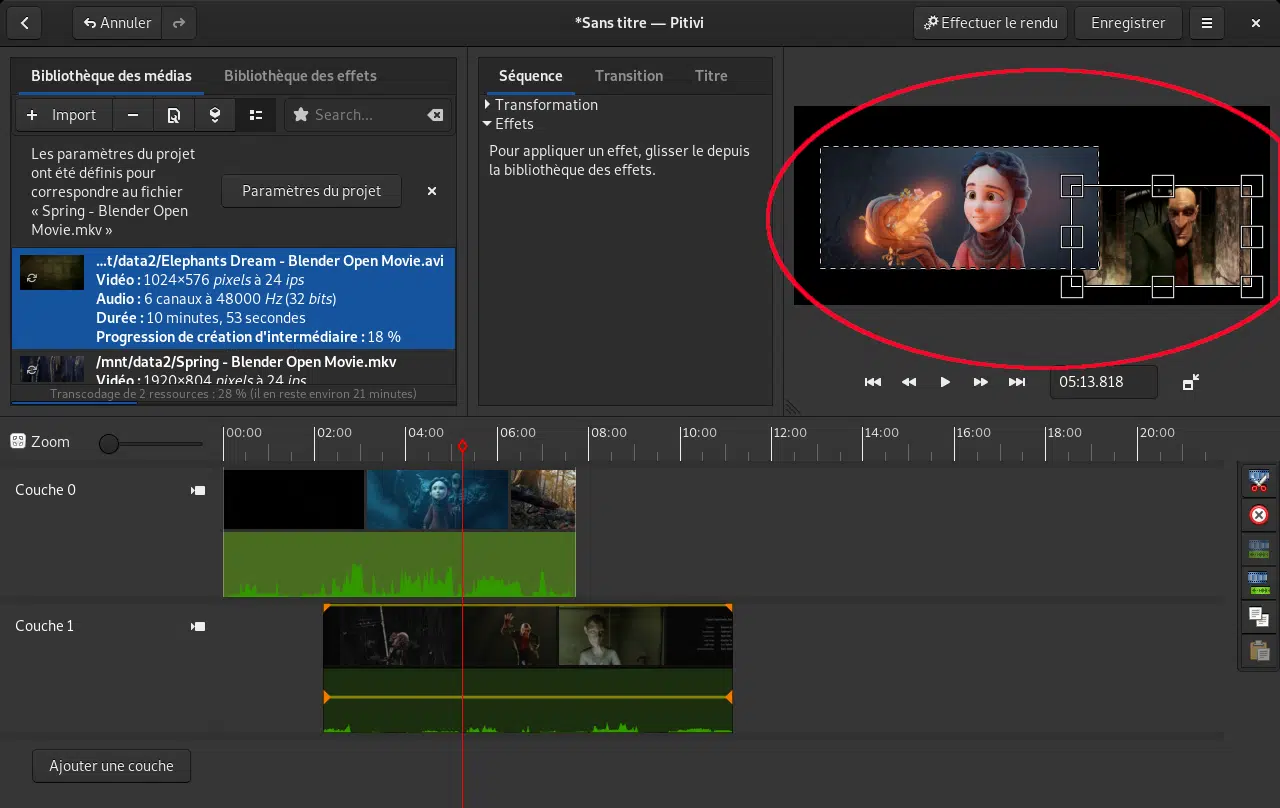 Annuler
*Sans titre — Pitivi
Effectuer le rendu
Enregistrer
Bibliothèque des médias
Bibliothèque des effets
Import
Search...
Les paramètres du projet
ont été définis pour
correspondre au fichier
« Spring - Blender Open
Movie.mkv »
Paramètres du projet
...t/data2/Elephants Dream - Blender Open Movie.avi
Vidéo : 1024×576 pixels à 24 ips
Audio : 6 canaux à 48000 Hz (32 bits)
Durée : 10 minutes, 53 secondes
Progression de création d'intermédiaire : 18 %
/mnt/data2/Spring - Blender Open Movie.mkv
Vidéo : 1920×804 pixels à 24 ips
Transcodage de 2 ressources : 28 % (il en reste environ 21 minutes)
Séquence
Transition
Titre
Transformation
Effets
Pour appliquer un effet, glisser le depuis
la bibliothèque des effets.
05:13.818
Zoom
00:00
02:00
04:00
06:00
08:00
10:00
12:00
14:00
16:00
18:00
20:00
Couche 0
Couche 1
Ajouter une couche